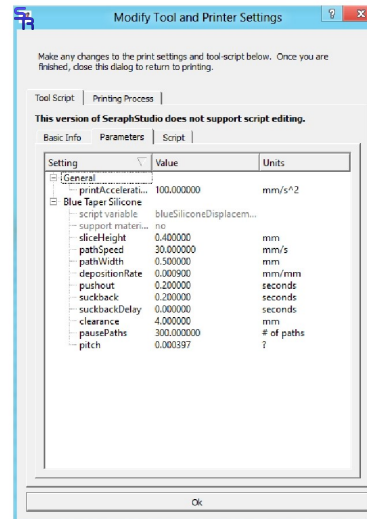 SR
Modify Tool and Printer Settings
? x
Make any changes to the print settings and tool-script below. Once you are
finished, close this dialog to return to printing.
Tool Script Printing Process
This version of SeraphStudio does not support script editing.
Basic Info Parameters Script
Setting Value Units
General
printAccelerati... 100.000000 mm/s^2
Blue Taper Silicone
script variable blueSiliconeDisplacem...
support materi... no
sliceHeight 0.400000 mm
pathSpeed 30.000000 mm/s
pathWidth 0.500000 mm
depositionRate 0.000900 mm/mm
pushout 0.200000 seconds
suckback 0.200000 seconds
suckbackDelay 0.000000 seconds
clearance 4.000000 mm
pausePaths 300.000000 # of paths
pitch 0.000397 ?
Ok